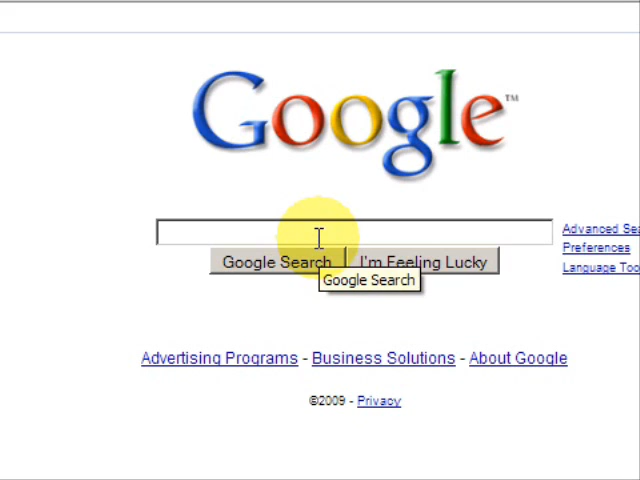 Google™
Advanced Sea
Preferences
Language Too
Google Search I'm Feeling Lucky
Google Search
Advertising Programs - Business Solutions - About Google
©2009 - Privacy